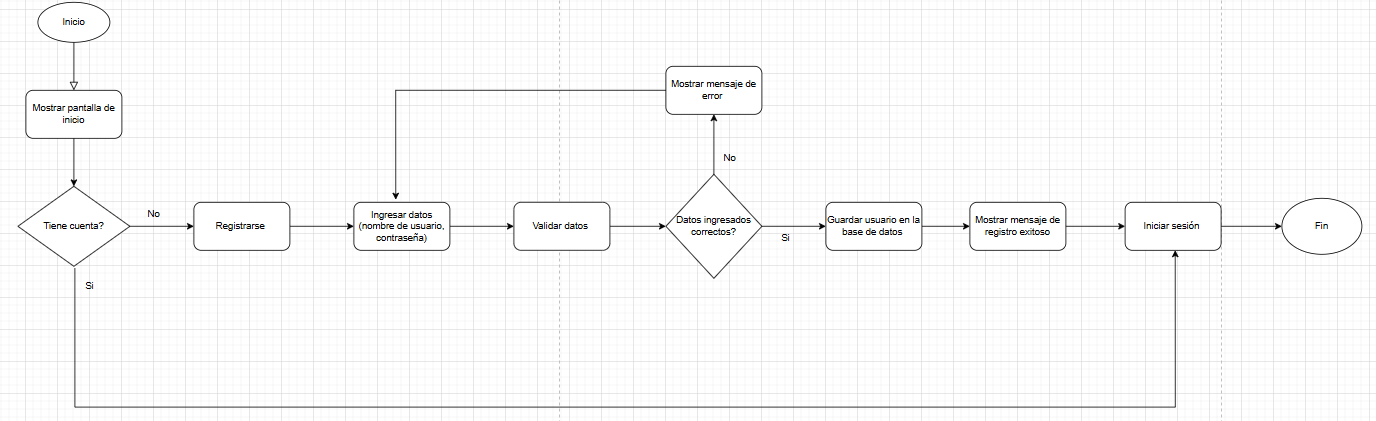 Inicio
Mostrar pantalla de
inicio
Tiene cuenta?
No
Si
Registrarse
Ingresar datos
(nombre de usuario,
contraseña)
Validar datos
Mostrar mensaje de
error
No
Datos ingresados
correctos?
Si
Guardar usuario en la
base de datos
Mostrar mensaje de
registro exitoso
Iniciar sesión
Fin